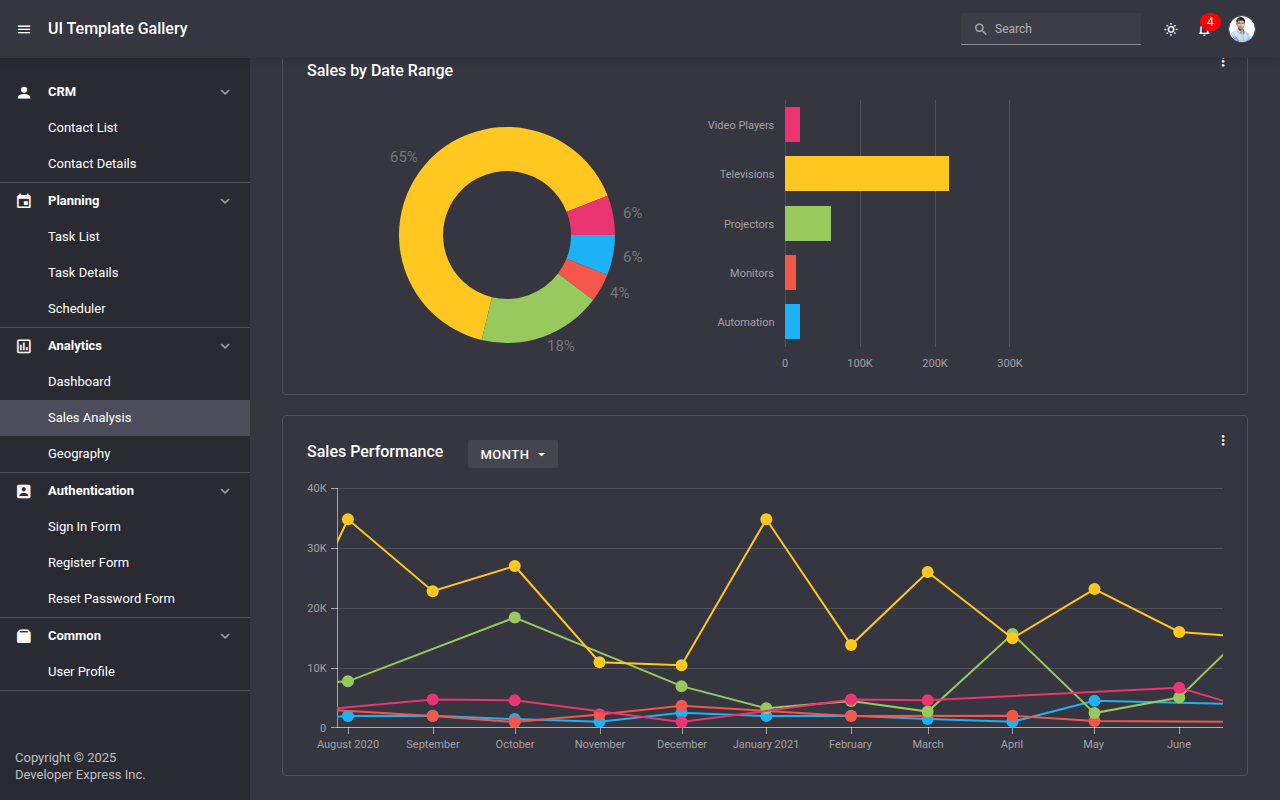 UI Template Gallery
Search
4
CRM
Contact List
Contact Details
Planning
Task List
Task Details
Scheduler
Analytics
Dashboard
Sales Analysis
Geography
Authentication
Sign In Form
Register Form
Reset Password Form
Common
User Profile
Copyright © 2025
Developer Express Inc.
Sales by Date Range
65%
6%
6%
4%
18%
Video Players
Televisions
Projectors
Monitors
Automation
0 100K 200K 300K
Sales Performance
MONTH
40K
30K
20K
10K
0
August 2020 September October November December January 2021 February March April May June